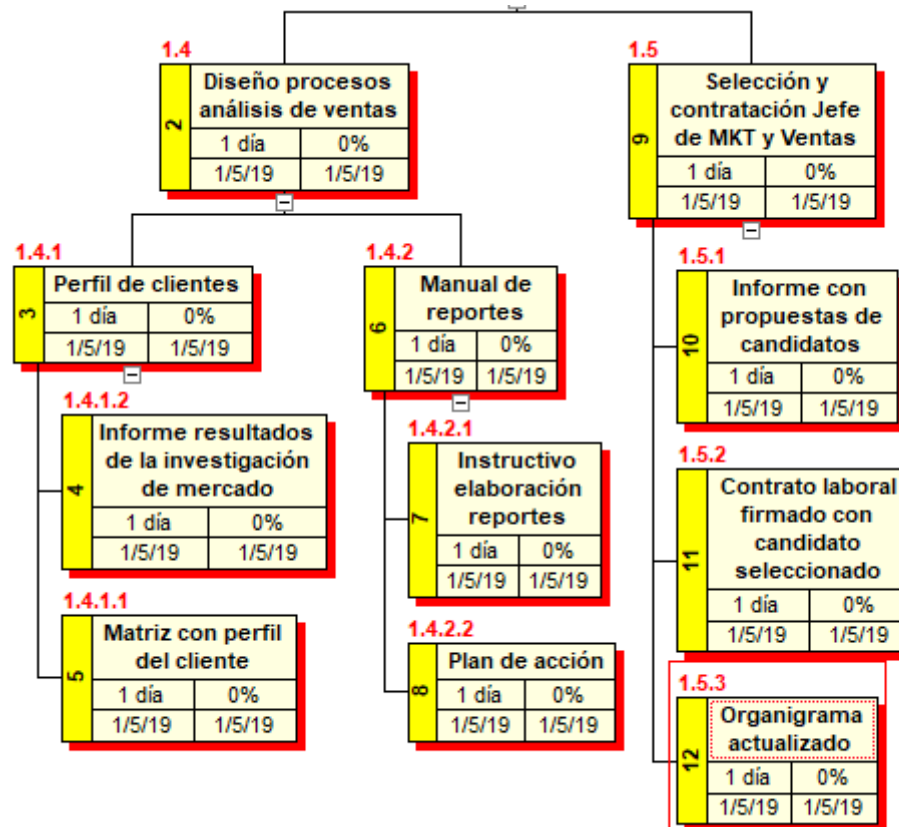 1.4
2
Diseño procesos
análisis de ventas
1 día 0%
1/5/19 1/5/19
1.5
9
Selección y
contratación Jefe
de MKT y Ventas
1 día 0%
1/5/19 1/5/19
1.4.1
3
Perfil de clientes
1 día 0%
1/5/19 1/5/19
1.4.1.2
4
Informe resultados
de la investigación
de mercado
1 día 0%
1/5/19 1/5/19
1.4.1.1
5
Matriz con perfil
del cliente
1 día 0%
1/5/19 1/5/19
1.4.2
6
Manual de
reportes
1 día 0%
1/5/19 1/5/19
1.4.2.1
7
Instructivo
elaboración
reportes
1 día 0%
1/5/19 1/5/19
1.4.2.2
8
Plan de acción
1 día 0%
1/5/19 1/5/19
1.5.1
10
Informe con
propuestas de
candidatos
1 día 0%
1/5/19 1/5/19
1.5.2
11
Contrato laboral
firmado con
candidato
seleccionado
1 día 0%
1/5/19 1/5/19
1.5.3
12
Organigrama
actualizado
1 día 0%
1/5/19 1/5/19